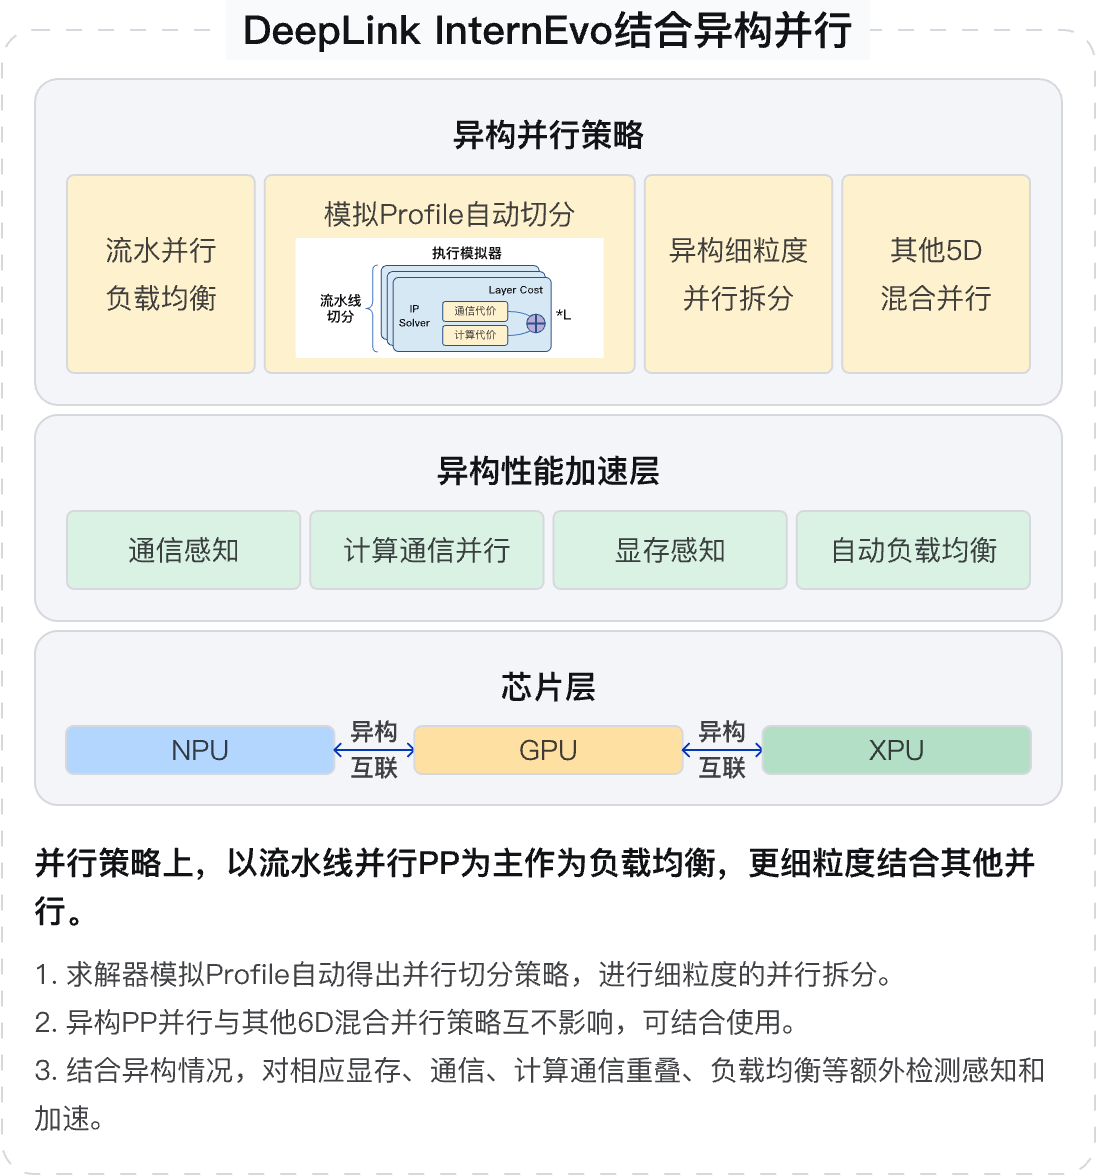 DeepLink InternEvo结合异构并行
异构并行策略
流水并行
负载均衡
模拟Profile自动切分
执行模拟器
流水线
切分
Layer Cost
IP
Solver
通信代价
计算代价
*L
异构细粒度
并行拆分
其他5D
混合并行
异构性能加速层
通信感知
计算通信并行
显存感知
自动负载均衡
芯片层
NPU
异构
互联
GPU
异构
互联
XPU
并行策略上，以流水线并行PP为主作为负载均衡，更细粒度结合其他并
行。
1. 求解器模拟Profile自动得出并行切分策略，进行细粒度的并行拆分。
2. 异构PP并行与其他6D混合并行策略互不影响，可结合使用。
3. 结合异构情况，对相应显存、通信、计算通信重叠、负载均衡等额外检测感知和
加速。